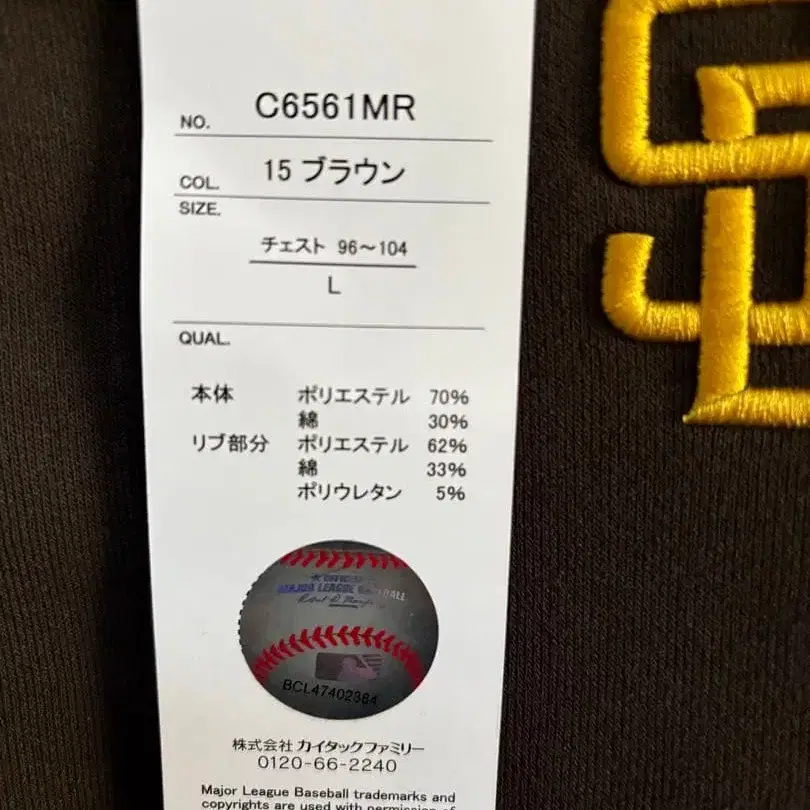 NO. C6561MR
COL. 15 ブラウン
SIZE.
チェスト 96〜104
L
QUAL.
本体 ポリエステル 70%
綿 30%
リブ部分 ポリエステル 62%
綿 33%
ポリウレタン 5%
MAJOR LEAGUE BASEBALL
BCL47402384
株式会社 カイタックファミリー
0120-66-2240
Major League Baseball trademarks and
copyrights are used with permission of
SD